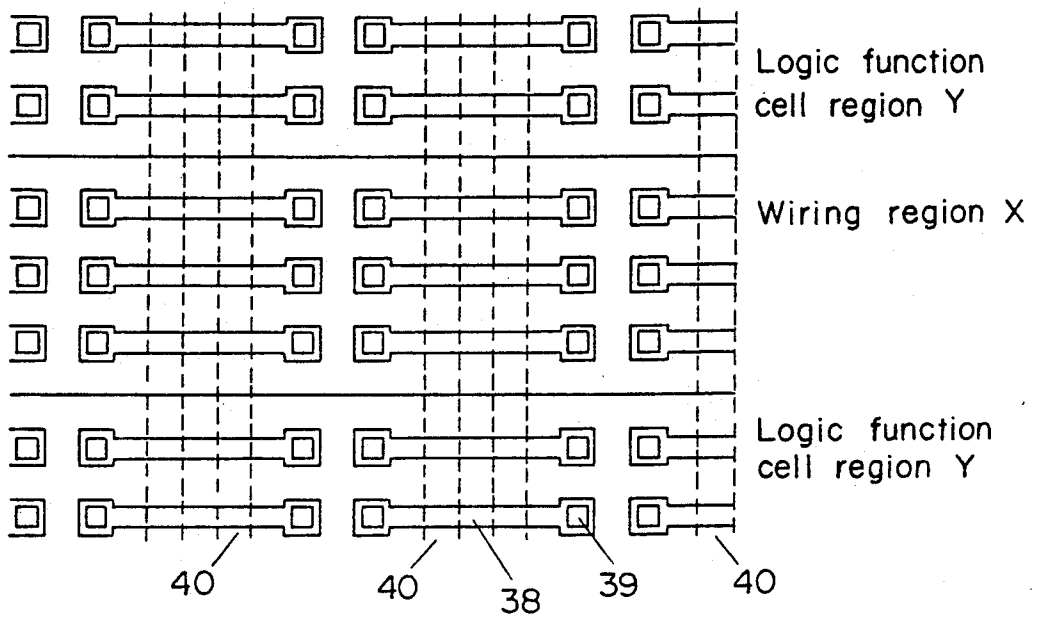 Logic function
cell region Y
Wiring region X
Logic function
cell region Y
40
40
38
39
40